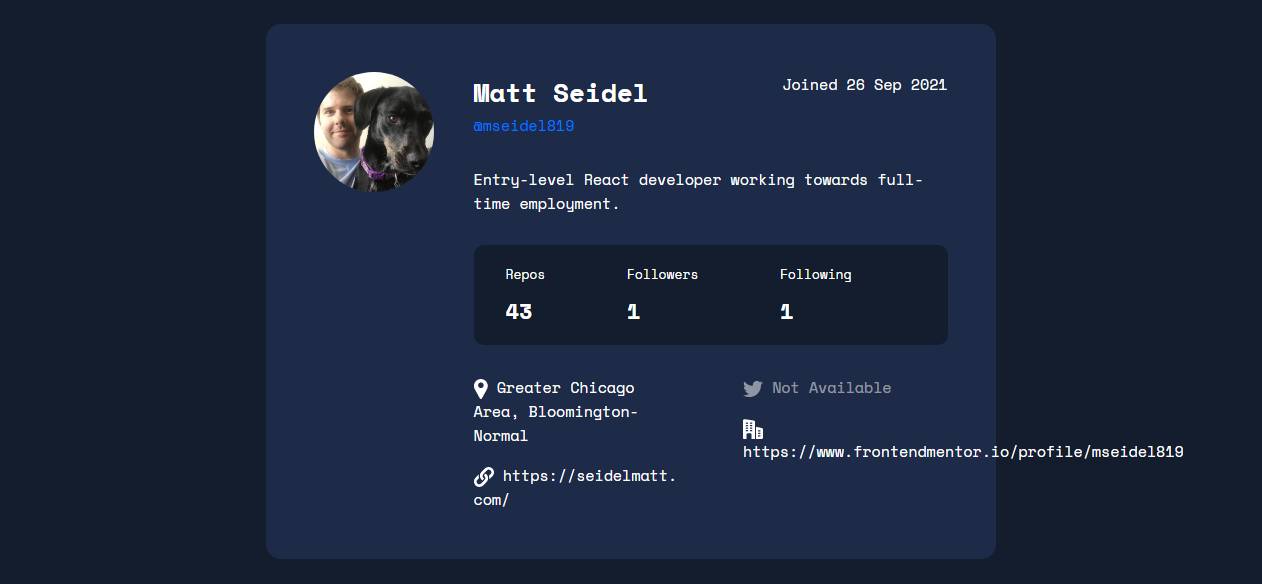 Matt Seidel
Joined 26 Sep 2021
@mseidel819
Entry-level React developer working towards full-
time employment.
Repos
Followers
Following
43
1
1
Greater Chicago
Area, Bloomington-
Normal
https://seidelmatt.
com/
Not Available
https://www.frontendmentor.io/profile/mseidel819